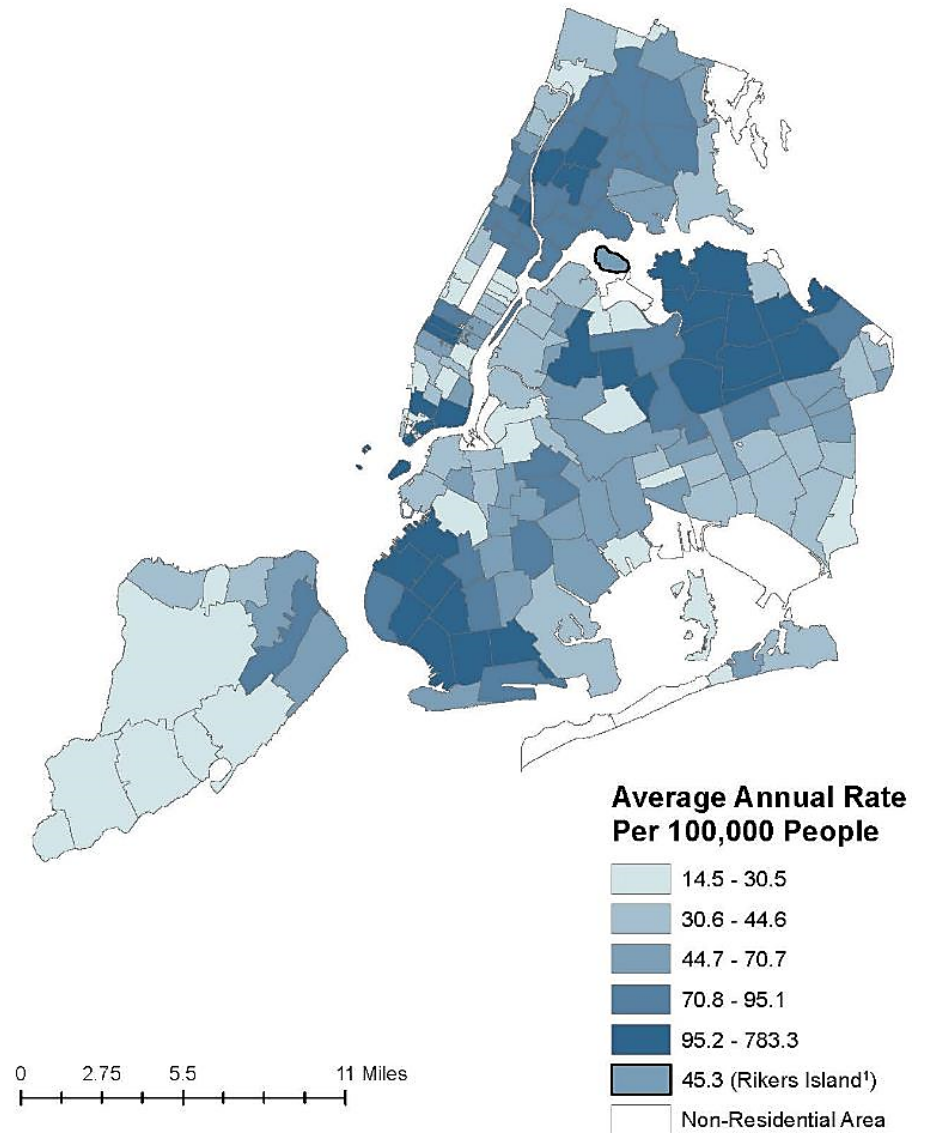 Average Annual Rate
Per 100,000 People
14.5 - 30.5
30.6 - 44.6
44.7 - 70.7
70.8 - 95.1
95.2 - 783.3
45.3 (Rikers Island¹)
Non-Residential Area
0 2.75 5.5 11 Miles